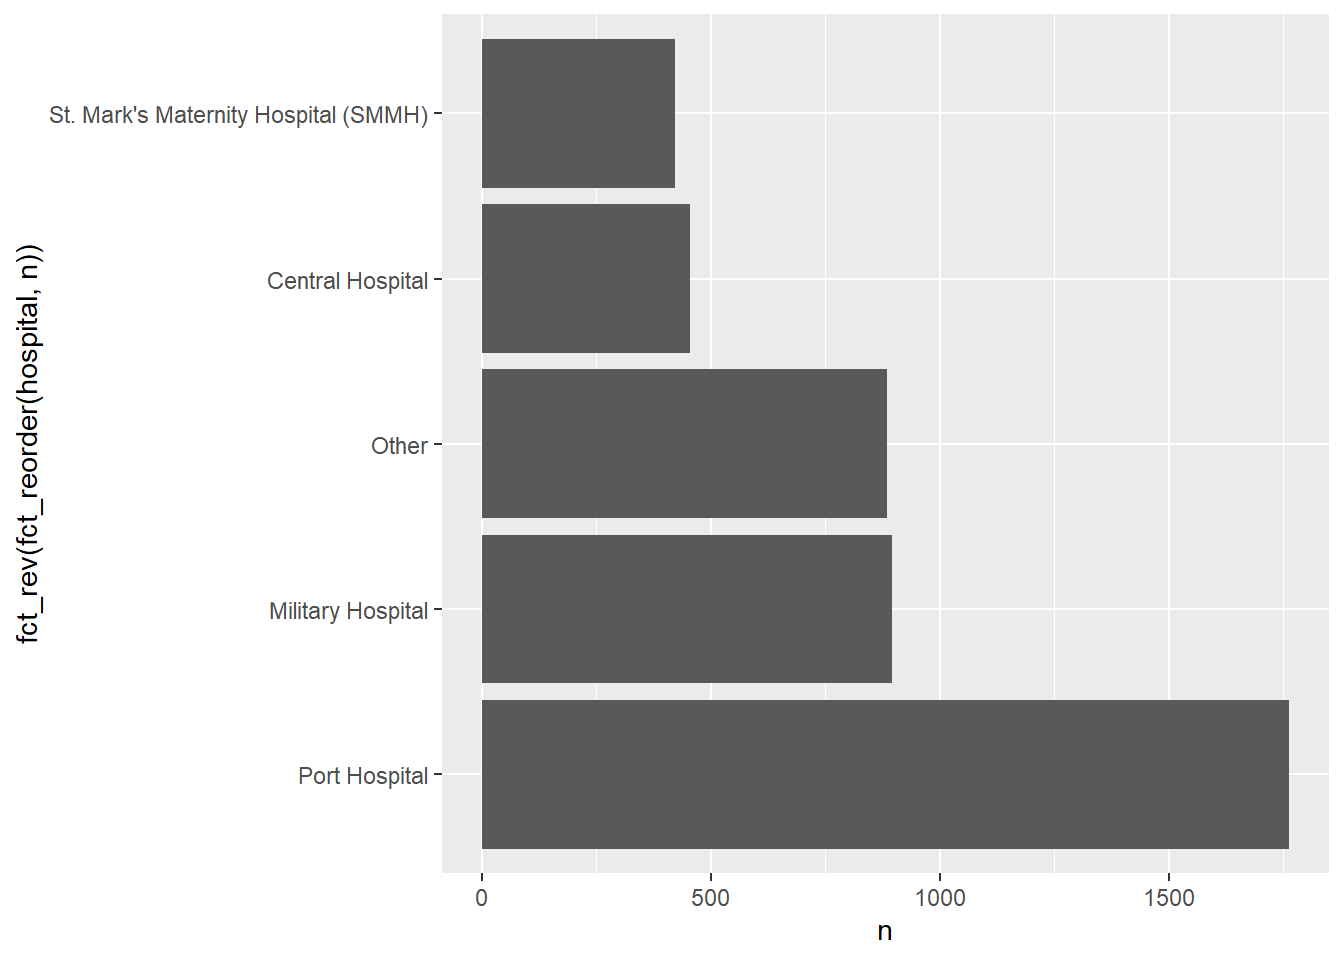 St. Mark's Maternity Hospital (SMMH)
Central Hospital
Other
Military Hospital
Port Hospital
fct_rev(fct_reorder(hospital, n))
0 500 1000 1500
n